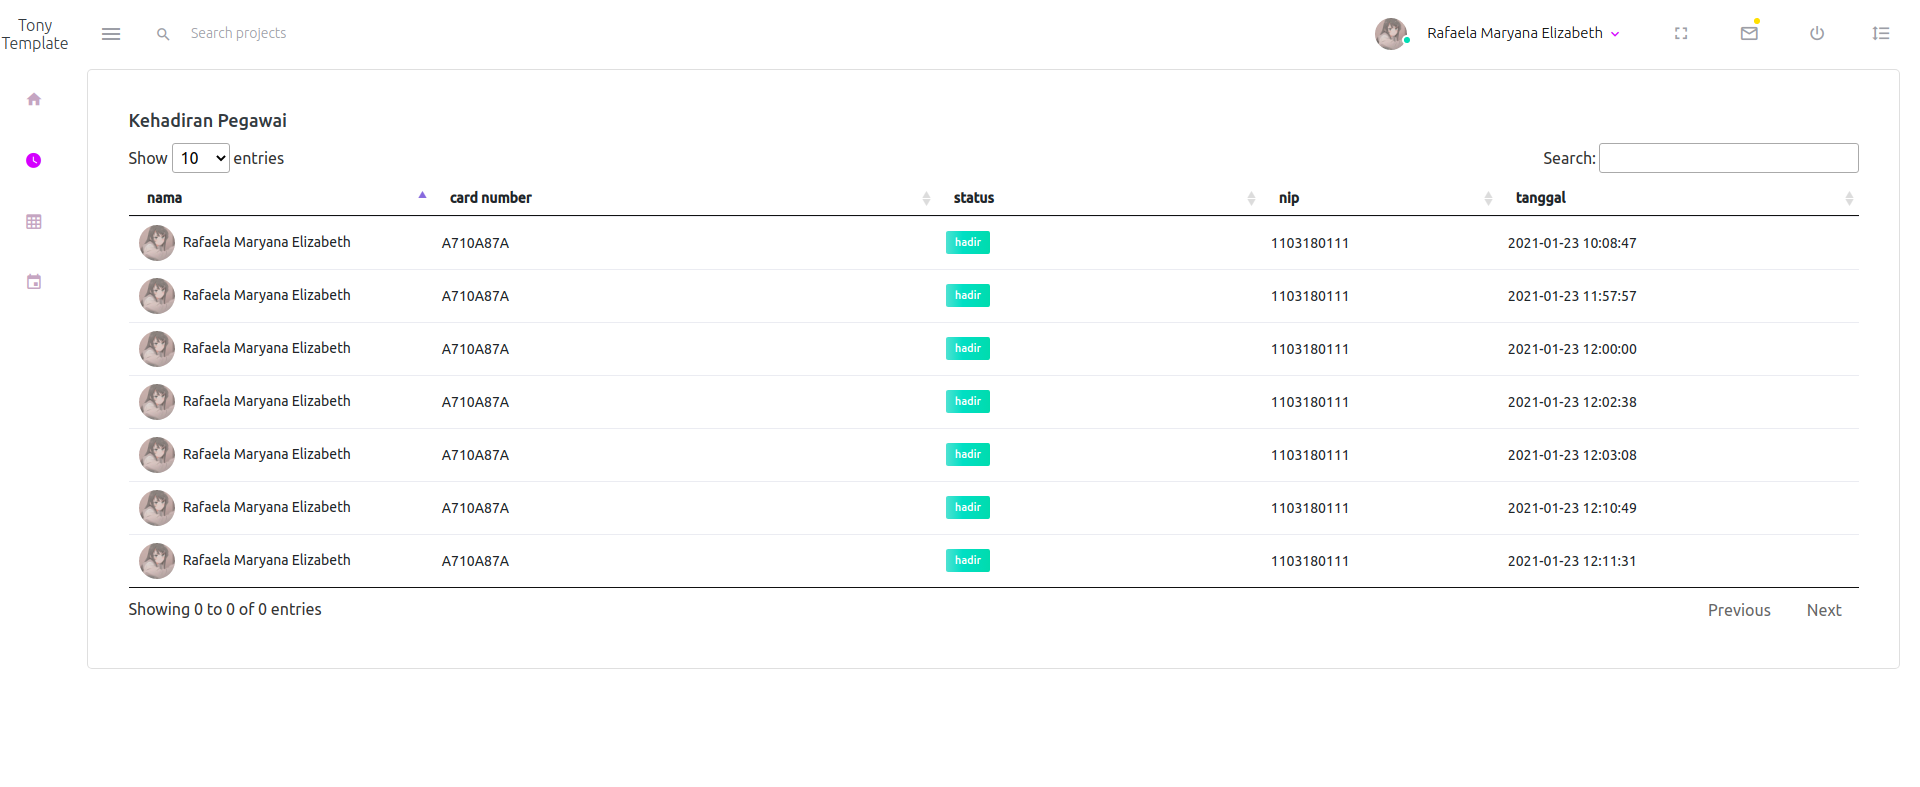 Tony
Template
Search projects
Rafaela Maryana Elizabeth
Kehadiran Pegawai
Show 10 entries
Search:
nama card number status nip tanggal
Rafaela Maryana Elizabeth A710A87A hadir 1103180111 2021-01-23 10:08:47
Rafaela Maryana Elizabeth A710A87A hadir 1103180111 2021-01-23 11:57:57
Rafaela Maryana Elizabeth A710A87A hadir 1103180111 2021-01-23 12:00:00
Rafaela Maryana Elizabeth A710A87A hadir 1103180111 2021-01-23 12:02:38
Rafaela Maryana Elizabeth A710A87A hadir 1103180111 2021-01-23 12:03:08
Rafaela Maryana Elizabeth A710A87A hadir 1103180111 2021-01-23 12:10:49
Rafaela Maryana Elizabeth A710A87A hadir 1103180111 2021-01-23 12:11:31
Showing 0 to 0 of 0 entries
Previous Next